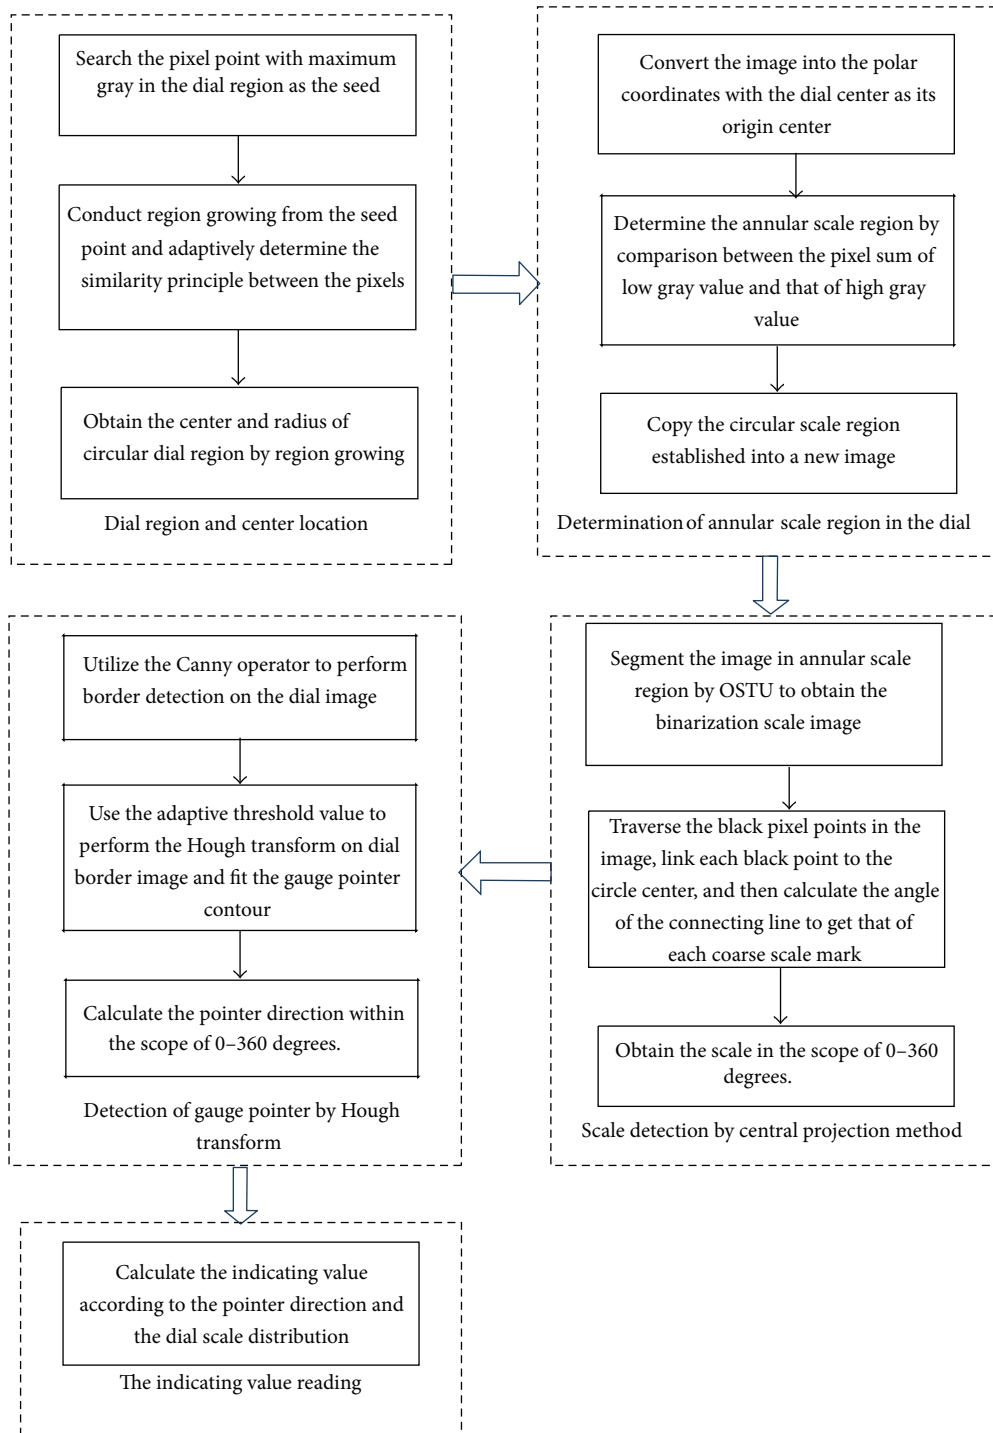 Search the pixel point with maximum
gray in the dial region as the seed
Conduct region growing from the seed
point and adaptively determine the
similarity principle between the pixels
Obtain the center and radius of
circular dial region by region growing
Dial region and center location
Convert the image into the polar
coordinates with the dial center as its
origin center
Determine the annular scale region by
comparison between the pixel sum of
low gray value and that of high gray
value
Copy the circular scale region
established into a new image
Determination of annular scale region in the dial
Segment the image in annular scale
region by OSTU to obtain the
binarization scale image
Traverse the black pixel points in the
image, link each black point to the
circle center, and then calculate the angle
of the connecting line to get that of
each coarse scale mark
Obtain the scale in the scope of 0–360
degrees.
Scale detection by central projection method
Utilize the Canny operator to perform
border detection on the dial image
Use the adaptive threshold value to
perform the Hough transform on dial
border image and fit the gauge pointer
contour
Calculate the pointer direction within
the scope of 0–360 degrees.
Detection of gauge pointer by Hough
transform
Calculate the indicating value
according to the pointer direction and
the dial scale distribution
The indicating value reading